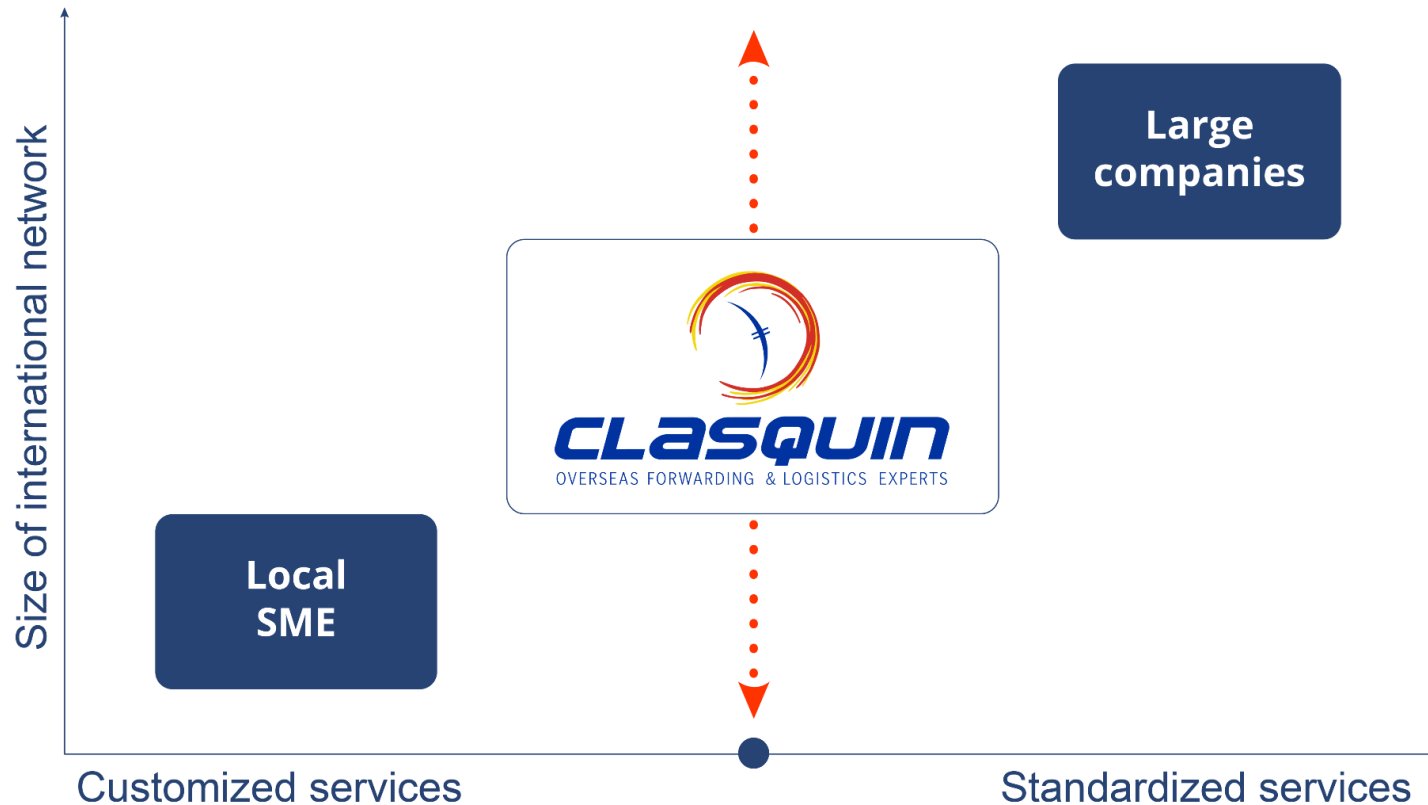 Size of international network
Large
companies
CLASQUIN
OVERSEAS FORWARDING & LOGISTICS EXPERTS
Local
SME
Customized services
Standardized services